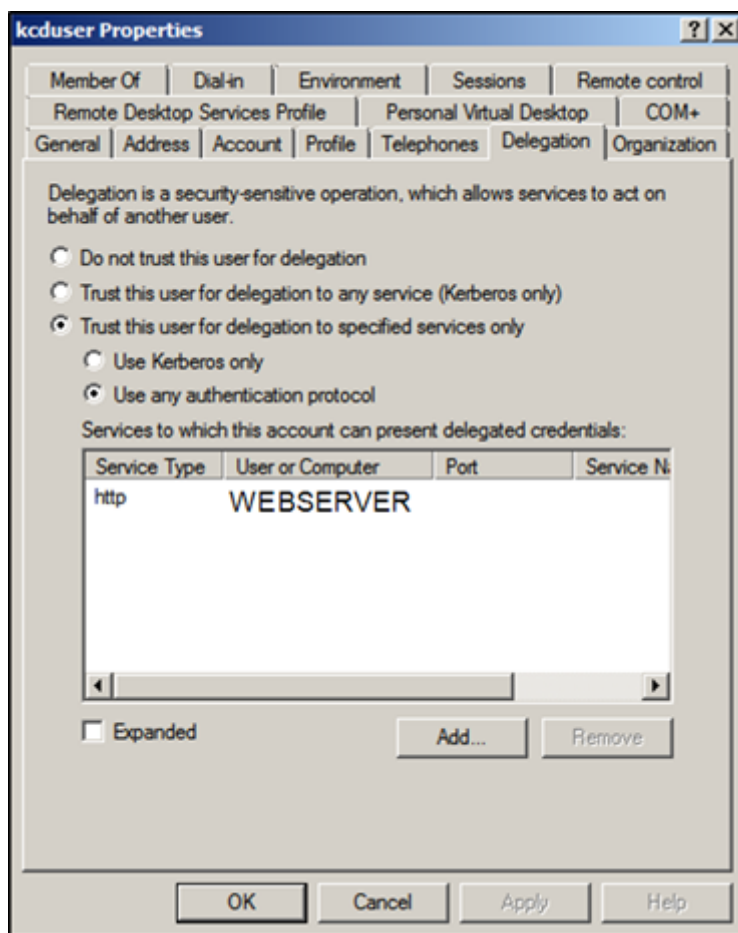 kcduser Properties
Member Of Dial-in Environment Sessions Remote control
Remote Desktop Services Profile Personal Virtual Desktop COM+
General Address Account Profile Telephones Delegation Organization
Delegation is a security-sensitive operation, which allows services to act on
behalf of another user.
Do not trust this user for delegation
Trust this user for delegation to any service (Kerberos only)
Trust this user for delegation to specified services only
Use Kerberos only
Use any authentication protocol
Services to which this account can present delegated credentials:
Service Type User or Computer Port Service
http WEBSERVER
Expanded Add... Remove
OK Cancel Apply Help